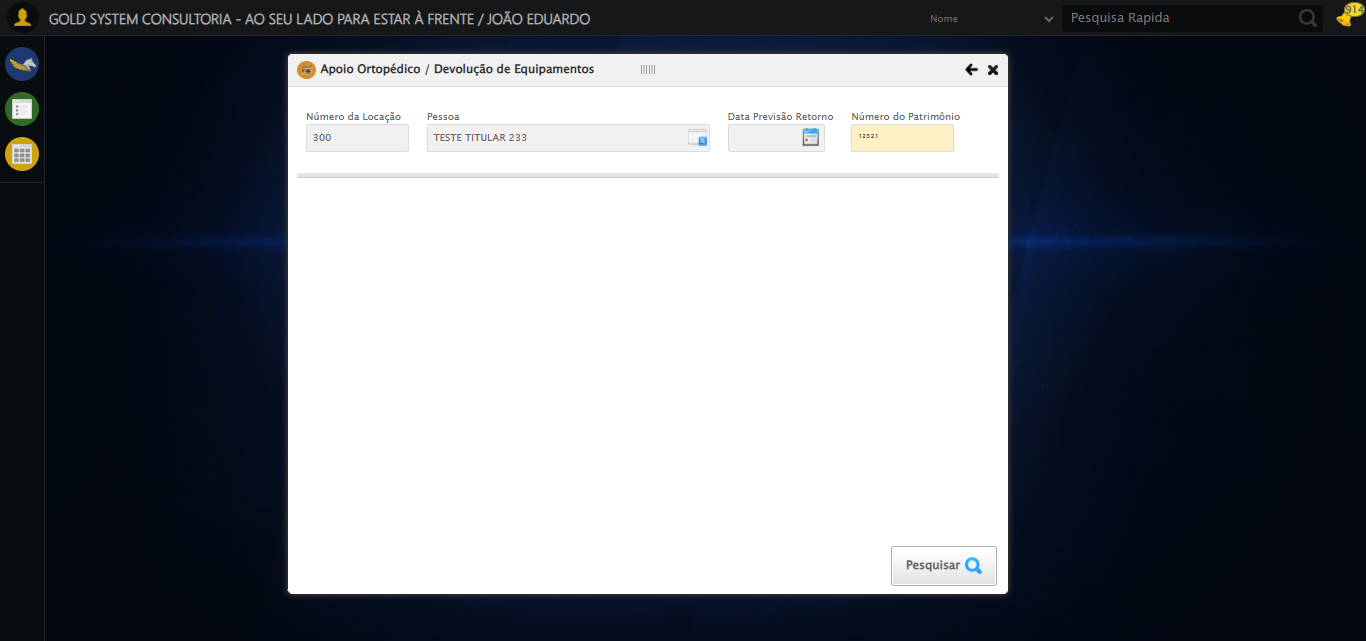 GOLD SYSTEM CONSULTORIA - AO SEU LADO PARA ESTAR À FRENTE / JOÃO EDUARDO
Nome
Pesquisa Rapida
914
Apoio Ortopédico / Devolução de Equipamentos
Número da Locação
Pessoa
Data Previsão Retorno
Número do Patrimônio
300
TESTE TITULAR 233
12521
Pesquisar